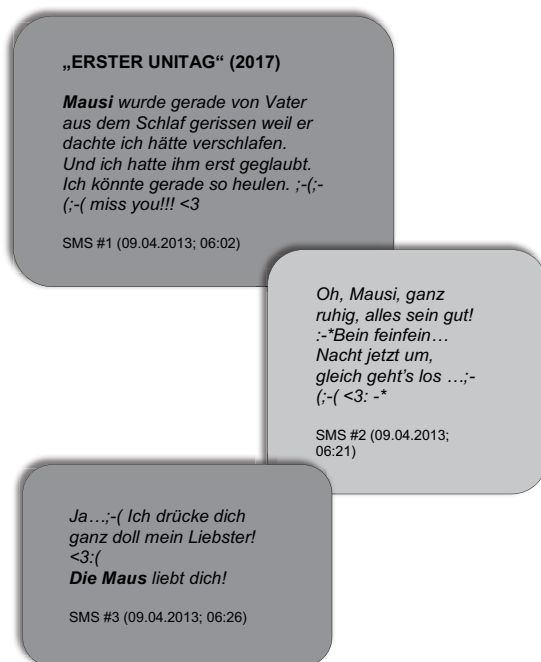 „ERSTER UNITAG“ (2017)
Mausi wurde gerade von Vater
aus dem Schlaf gerissen weil er
dachte ich hätte verschlafen.
Und ich hatte ihm erst geglaubt.
Ich könnte gerade so heulen. ;-(;-
(;-( miss you!!! <3
SMS #1 (09.04.2013; 06:02)
Oh, Mausi, ganz
ruhig, alles sein gut!
:-*Bein feinfein…
Nacht jetzt um,
gleich geht’s los …;-
(;-( <3: -*
SMS #2 (09.04.2013;
06:21)
Ja…;-( Ich drücke dich
ganz doll mein Liebster!
<3:(
Die Maus liebt dich!
SMS #3 (09.04.2013; 06:26)